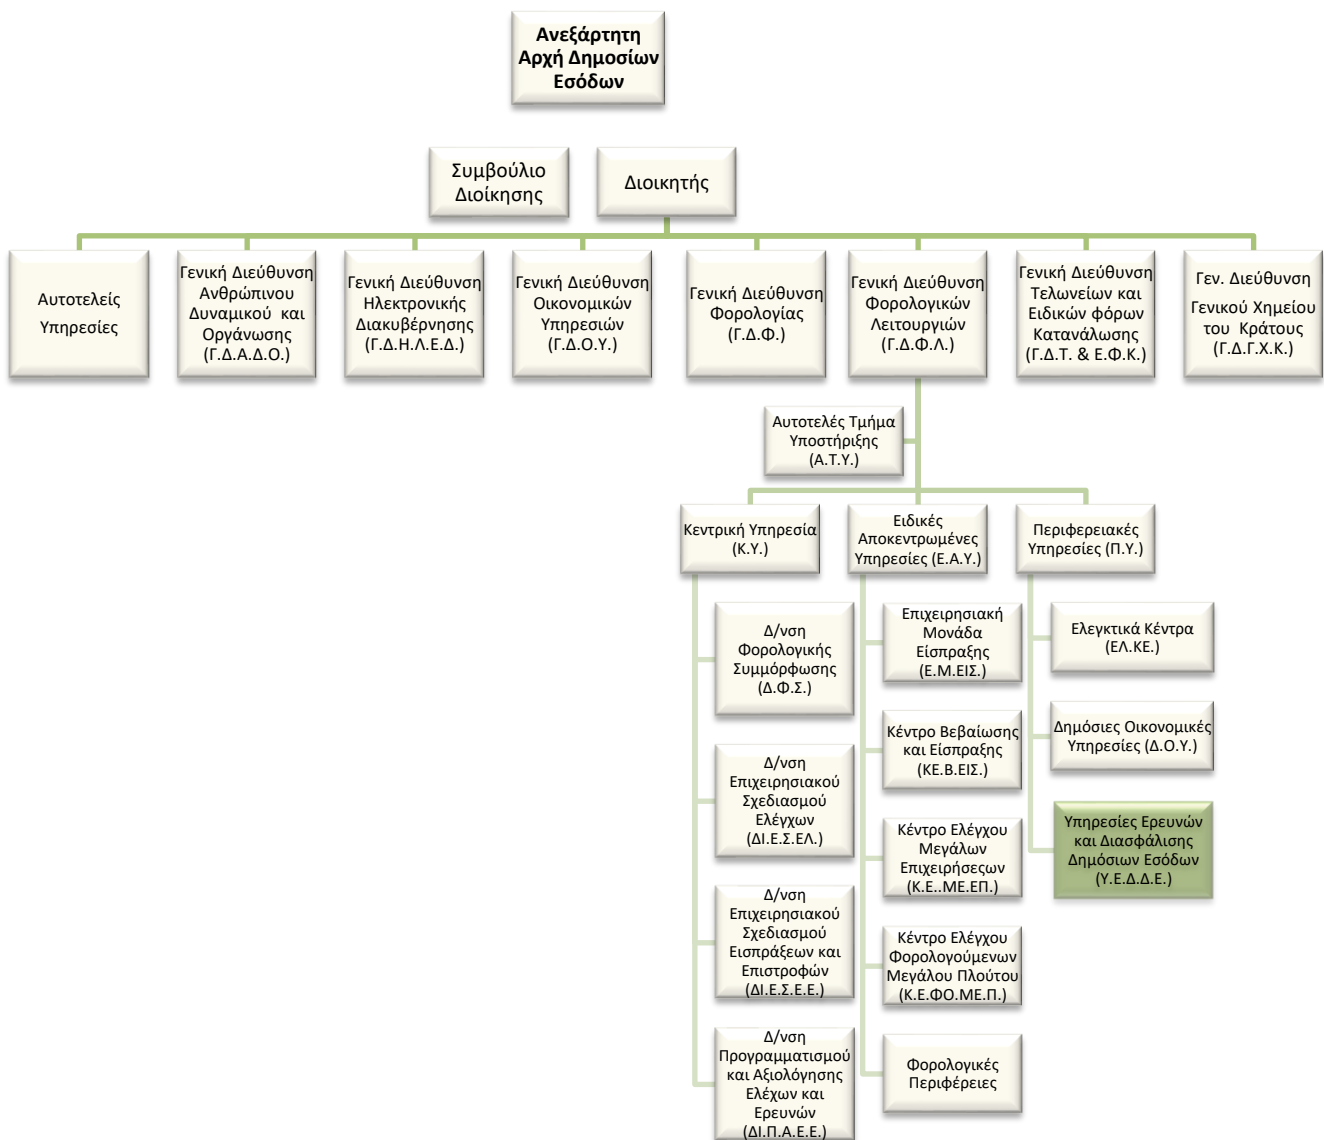 Ανεξάρτητη
Αρχή Δημοσίων
Εσόδων
Συμβούλιο
Διοίκησης
Διοικητής
Αυτοτελείς
Υπηρεσίες
Γενική Διεύθυνση
Ανθρώπινου
Δυναμικού και
Οργάνωσης
(Γ.Δ.Α.Δ.Ο.)
Γενική Διεύθυνση
Ηλεκτρονικής
Διακυβέρνησης
(Γ.Δ.Η.Λ.Ε.Δ.)
Γενική Διεύθυνση
Οικονομικών
Υπηρεσιών
(Γ.Δ.Ο.Υ.)
Γενική Διεύθυνση
Φορολογίας
(Γ.Δ.Φ.)
Γενική Διεύθυνση
Φορολογικών
Λειτουργιών
(Γ.Δ.Φ.Λ.)
Γενική Διεύθυνση
Τελωνείων και
Ειδικών φόρων
Κατανάλωσης
(Γ.Δ.Τ. & Ε.Φ.Κ.)
Γεν. Διεύθυνση
Γενικού Χημείου
του Κράτους
(Γ.Δ.Γ.Χ.Κ.)
Αυτοτελές Τμήμα
Υποστήριξης
(Α.Τ.Υ.)
Κεντρική Υπηρεσία
(Κ.Υ.)
Δ/νση
Φορολογικής
Συμμόρφωσης
(Δ.Φ.Σ.)
Δ/νση
Επιχειρησιακού
Σχεδιασμού
Ελέγχων
(ΔΙ.Ε.Σ.ΕΛ.)
Δ/νση
Επιχειρησιακού
Σχεδιασμού
Εισπράξεων και
Επιστροφών
(ΔΙ.Ε.Σ.Ε.Ε.)
Δ/νση
Προγραμματισμού
και Αξιολόγησης
Ελέχων και
Ερευνών
(ΔΙ.Π.Α.Ε.Ε.)
Ειδικές
Αποκεντρωμένες
Υπηρεσίες (Ε.Α.Υ.)
Επιχειρησιακή
Μονάδα
Είσπραξης
(Ε.Μ.ΕΙΣ.)
Κέντρο Βεβαίωσης
και Είσπραξης
(ΚΕ.Β.ΕΙΣ.)
Κέντρο Ελέγχου
Μεγάλων
Επιχειρήσεςων
(Κ.Ε..ΜΕ.ΕΠ.)
Κέντρο Ελέγχου
Φορολογούμενων
Μεγάλου Πλούτου
(Κ.Ε.ΦΟ.ΜΕ.Π.)
Φορολογικές
Περιφέρειες
Περιφερειακές
Υπηρεσίες (Π.Υ.)
Ελεγκτικά Κέντρα
(ΕΛ.ΚΕ.)
Δημόσιες Οικονομικές
Υπηρεσίες (Δ.Ο.Υ.)
Υπηρεσίες Ερευνών
και Διασφάλισης
Δημόσιων Εσόδων
(Υ.Ε.Δ.Δ.Ε.)